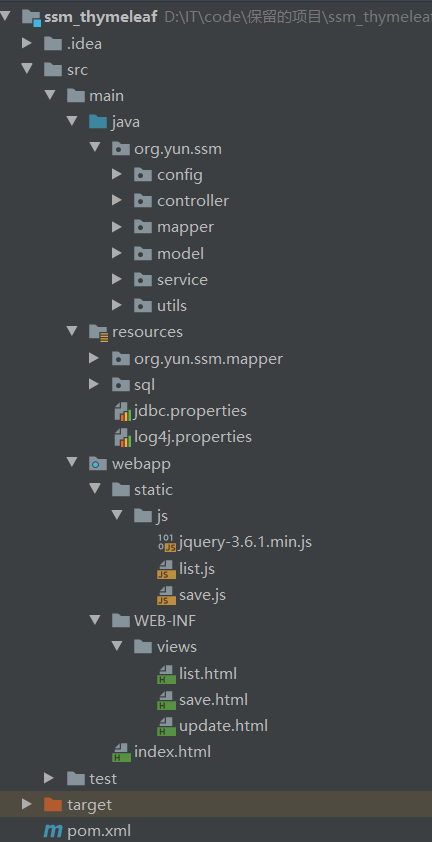 ssm_thymeleaf D:\IT\code\保留的项目\ssm_thymeleaf
.idea
src
main
java
org.yun.ssm
config
controller
mapper
model
service
utils
resources
org.yun.ssm.mapper
sql
jdbc.properties
log4j.properties
webapp
static
js
jquery-3.6.1.min.js
list.js
save.js
WEB-INF
views
list.html
save.html
update.html
index.html
test
target
pom.xml